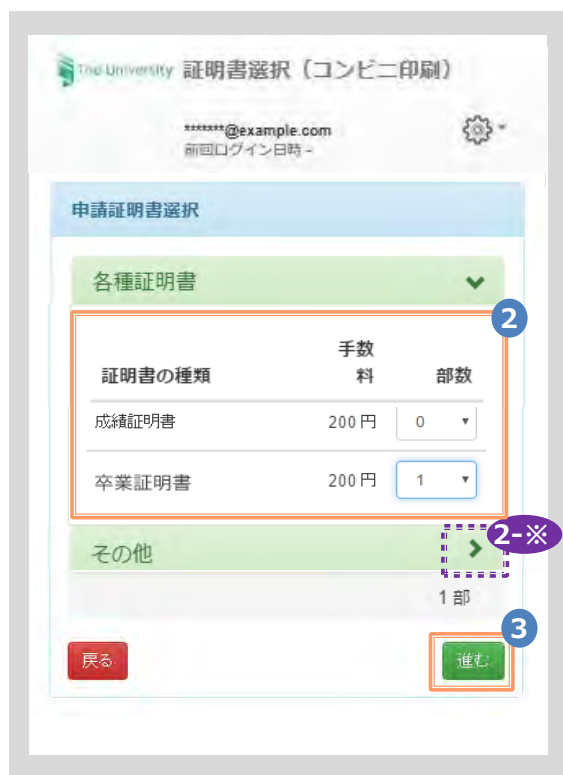 The University 証明書選択（コンビニ印刷）
*******@example.com
前回ログイン日時 -
申請証明書選択
各種証明書
2
証明書の種類 手数料 部数
成績証明書 200 円 0
卒業証明書 200 円 1
その他
2-※
1 部
3
戻る 進む